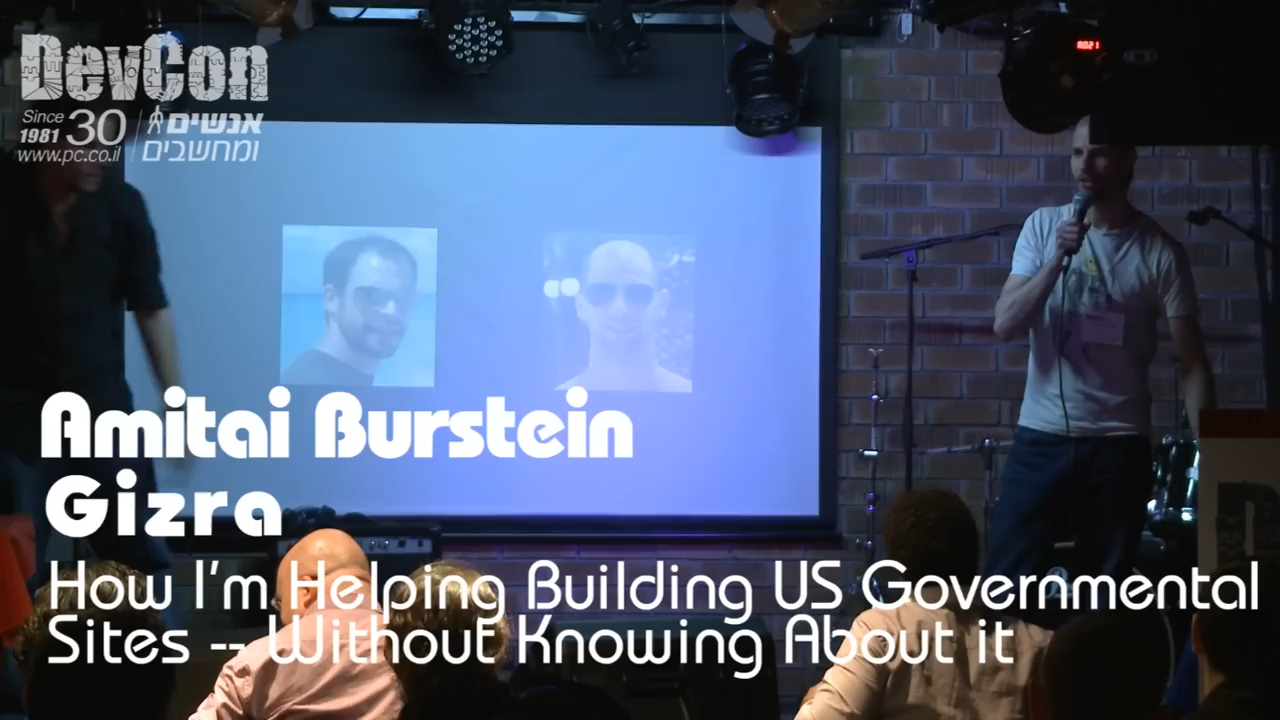 DevCon
Since 1981 30 אנשים
www.pc.co.il ומחשבים
A021
Amitai Burstein
Gizra
How I'm Helping Building US Governmental
Sites -- Without Knowing About it